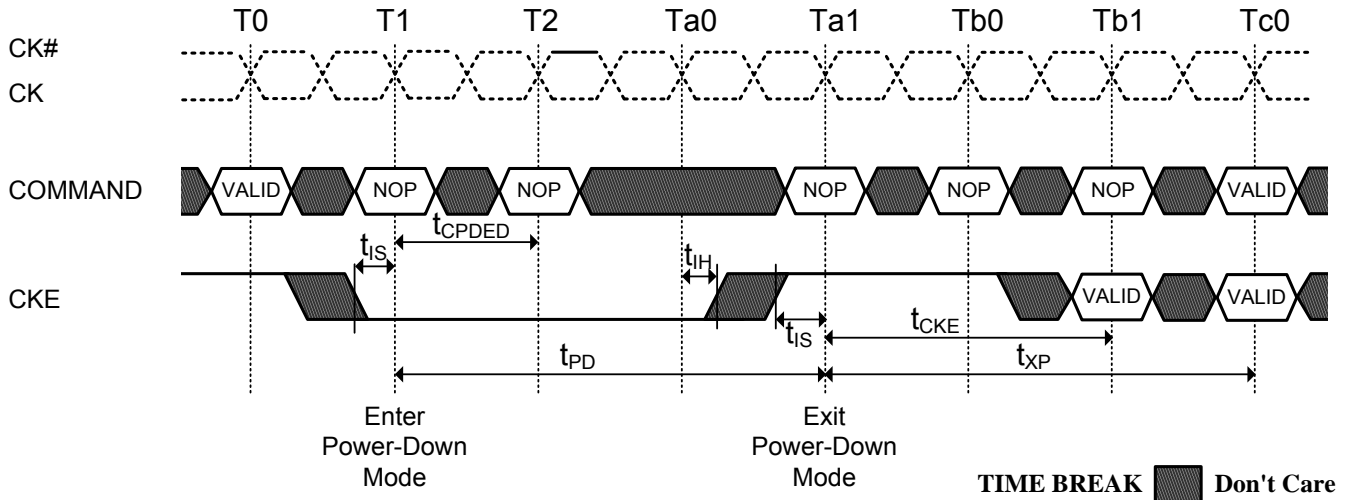 T0 T1 T2 Ta0 Ta1 Tb0 Tb1 Tc0
CK#
CK
COMMAND VALID NOP NOP NOP NOP NOP VALID
tCPDED
tIS tIH
CKE VALID VALID
tIS tCKE
tPD tXP
Enter Power-Down Mode
Exit Power-Down Mode
TIME BREAK Don't Care